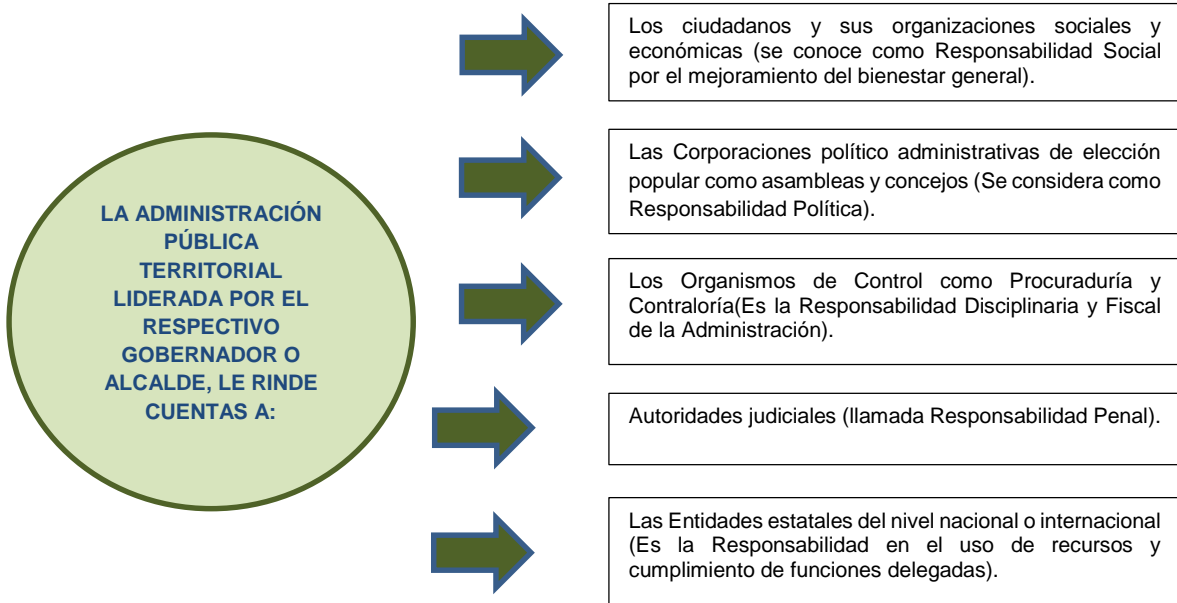 LA ADMINISTRACIÓN
PÚBLICA
TERRITORIAL
LIDERADA POR EL
RESPECTIVO
GOBERNADOR O
ALCALDE, LE RINDE
CUENTAS A:
Los ciudadanos y sus organizaciones sociales y
económicas (se conoce como Responsabilidad Social
por el mejoramiento del bienestar general).
Las Corporaciones político administrativas de elección
popular como asambleas y concejos (Se considera como
Responsabilidad Política).
Los Organismos de Control como Procuraduría y
Contraloría(Es la Responsabilidad Disciplinaria y Fiscal
de la Administración).
Autoridades judiciales (llamada Responsabilidad Penal).
Las Entidades estatales del nivel nacional o internacional
(Es la Responsabilidad en el uso de recursos y
cumplimiento de funciones delegadas).